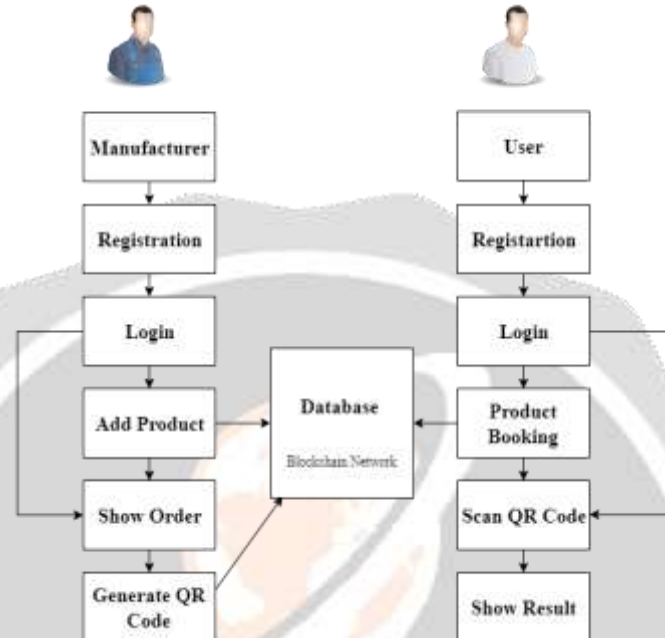 Manufacturer
Registration
Login
Add Product
Show Order
Generate QR
Code
Database
Blockchain Network
User
Registartion
Login
Product
Booking
Scan QR Code
Show Result